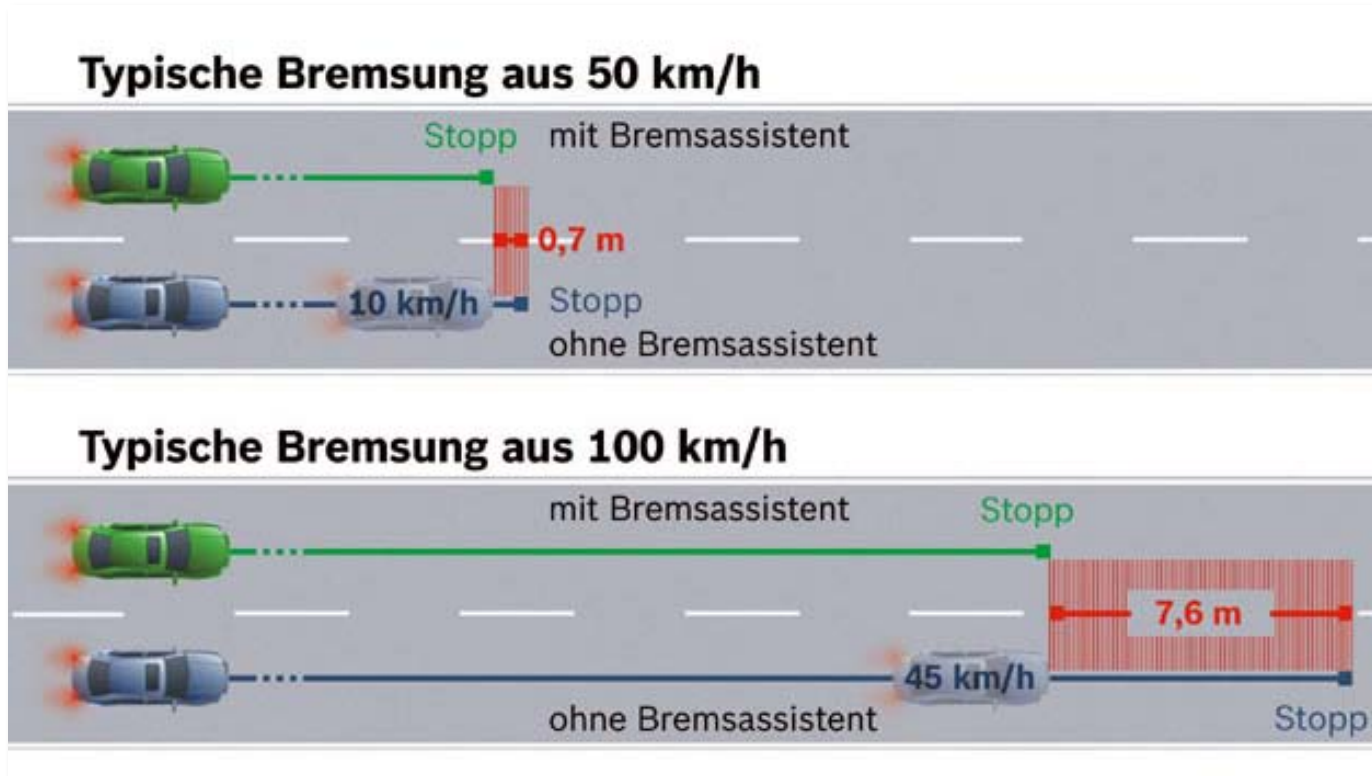 Typische Bremsung aus 50 km/h
Stopp mit Bremsassistent
0,7 m
10 km/h
Stopp
ohne Bremsassistent
Typische Bremsung aus 100 km/h
mit Bremsassistent
Stopp
7,6 m
45 km/h
ohne Bremsassistent
Stopp